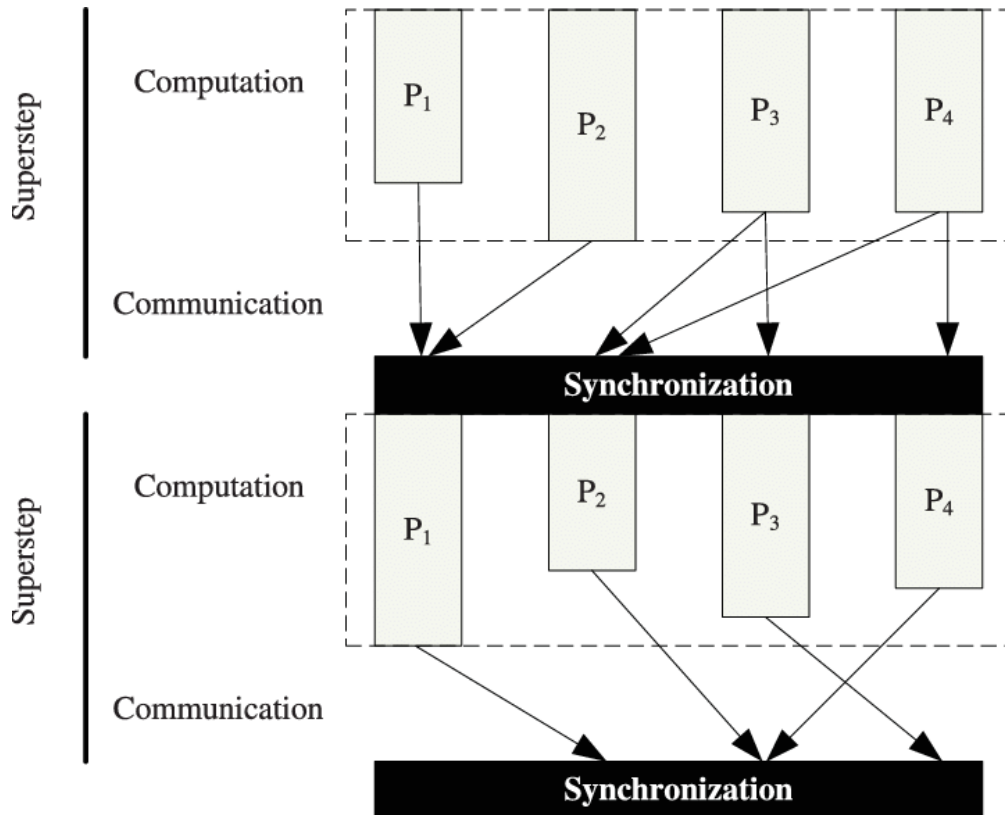 Superstep
Computation
P₁
P₂
P₃
P₄
Communication
Synchronization
Superstep
Computation
P₁
P₂
P₃
P₄
Communication
Synchronization